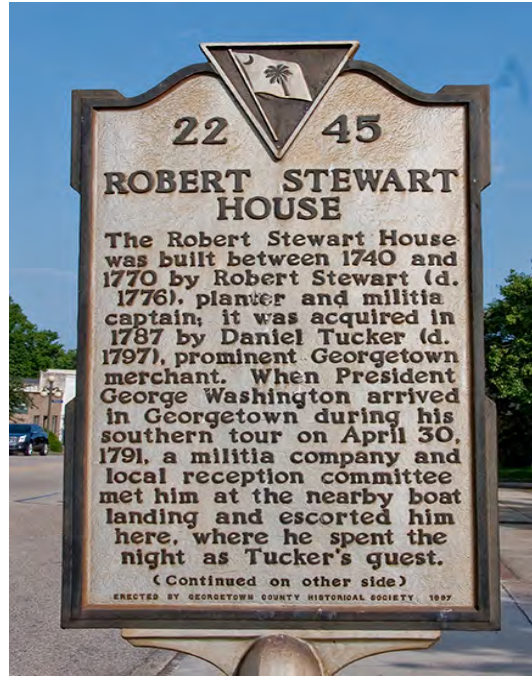 22 45
ROBERT STEWART
HOUSE
The Robert Stewart House
was built between 1740 and
1770 by Robert Stewart (d.
1776), planter and militia
captain; it was acquired in
1787 by Daniel Tucker (d.
1797), prominent Georgetown
merchant. When President
George Washington arrived
in Georgetown during his
southern tour on April 30,
1791, a militia company and
local reception committee
met him at the nearby boat
landing and escorted him
here, where he spent the
night as Tucker's guest.
(Continued on other side)
ERECTED BY GEORGETOWN COUNTY HISTORICAL SOCIETY 1997